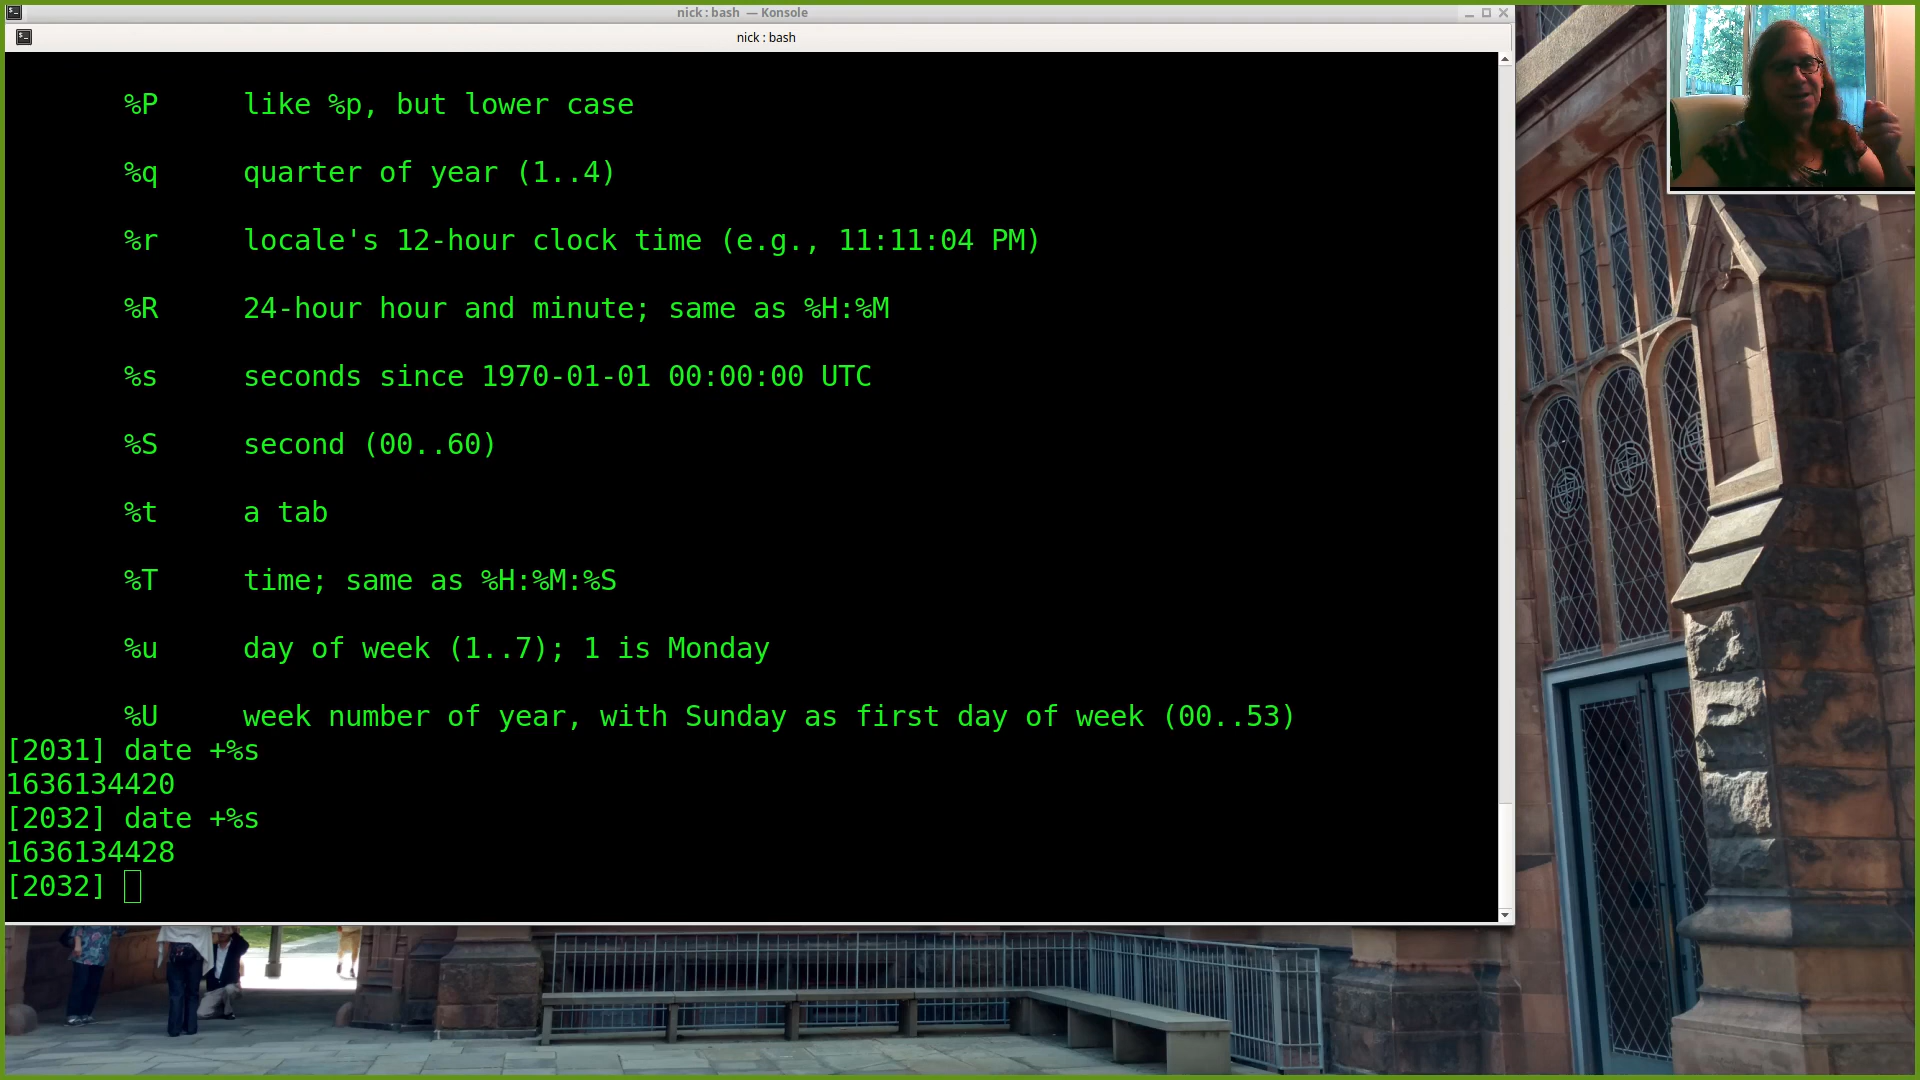 nick : bash — Konsole
nick : bash
%P like %p, but lower case
%q quarter of year (1..4)
%r locale's 12-hour clock time (e.g., 11:11:04 PM)
%R 24-hour hour and minute; same as %H:%M
%s seconds since 1970-01-01 00:00:00 UTC
%S second (00..60)
%t a tab
%T time; same as %H:%M:%S
%u day of week (1..7); 1 is Monday
%U week number of year, with Sunday as first day of week (00..53)
[2031] date +%s
1636134420
[2032] date +%s
1636134428
[2032]